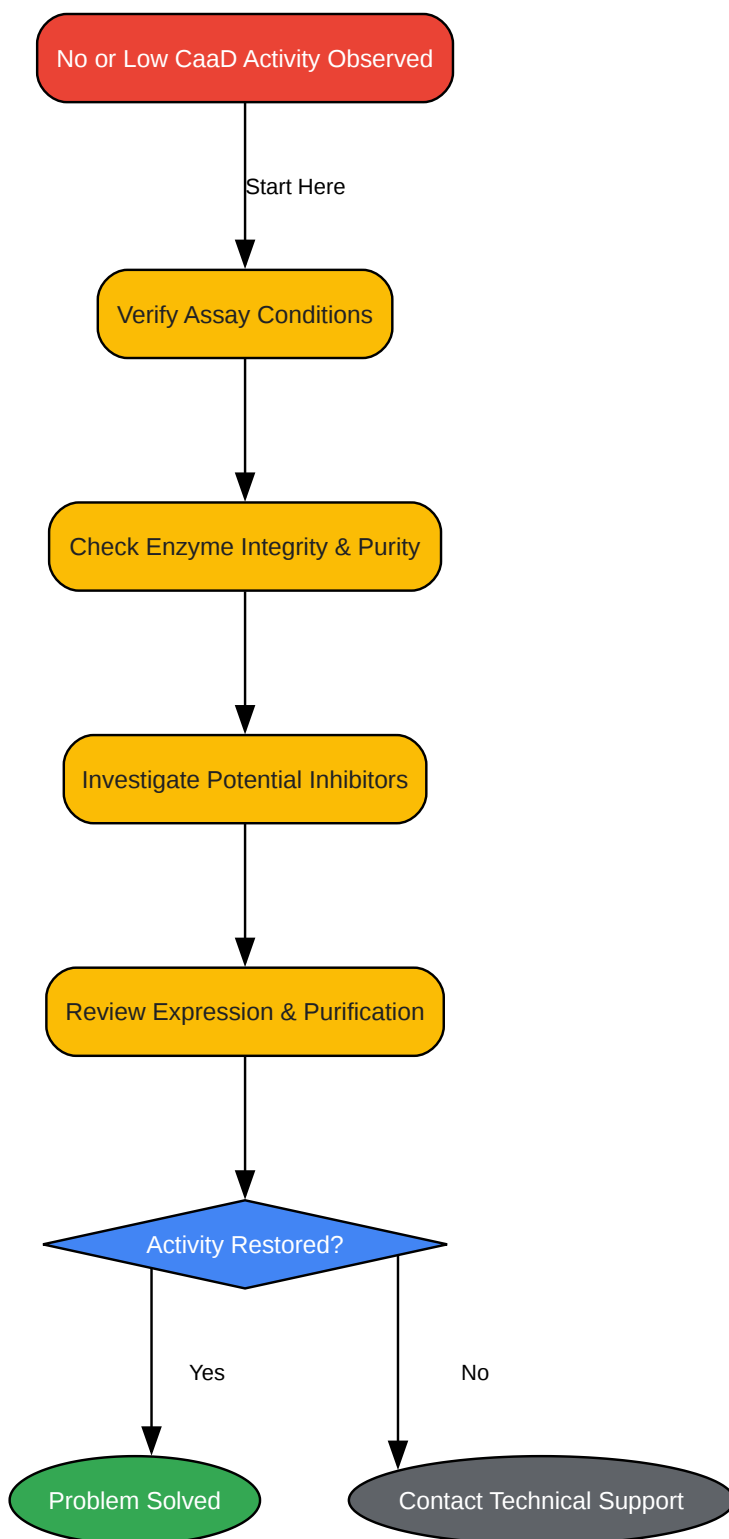 No or Low CaaD Activity Observed
Start Here
Verify Assay Conditions
Check Enzyme Integrity & Purity
Investigate Potential Inhibitors
Review Expression & Purification
Activity Restored?
Yes
No
Problem Solved
Contact Technical Support